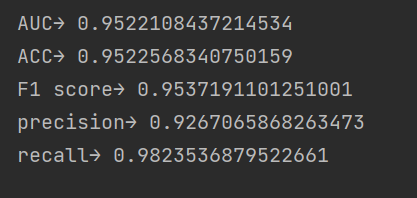 AUC→ 0.9522108437214534
ACC→ 0.9522568340750159
F1 score→ 0.9537191101251001
precision→ 0.9267065868263473
recall→ 0.9823536879522661